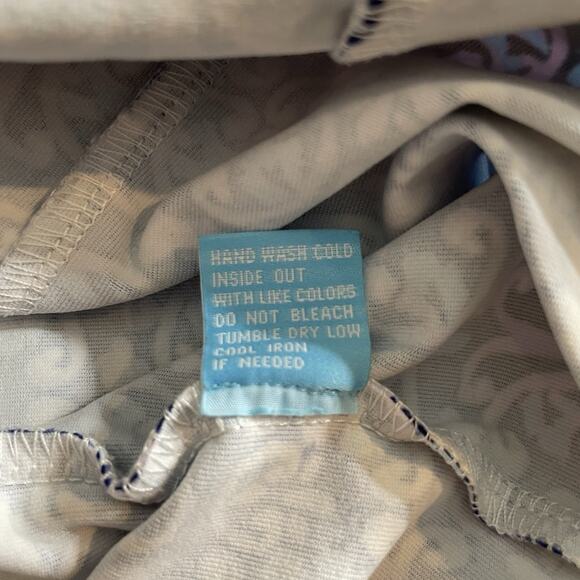 HAND WASH COLD
INSIDE OUT
WITH LIKE COLORS
DO NOT BLEACH
TUMBLE DRY LOW
COOL IRON
IF NEEDED